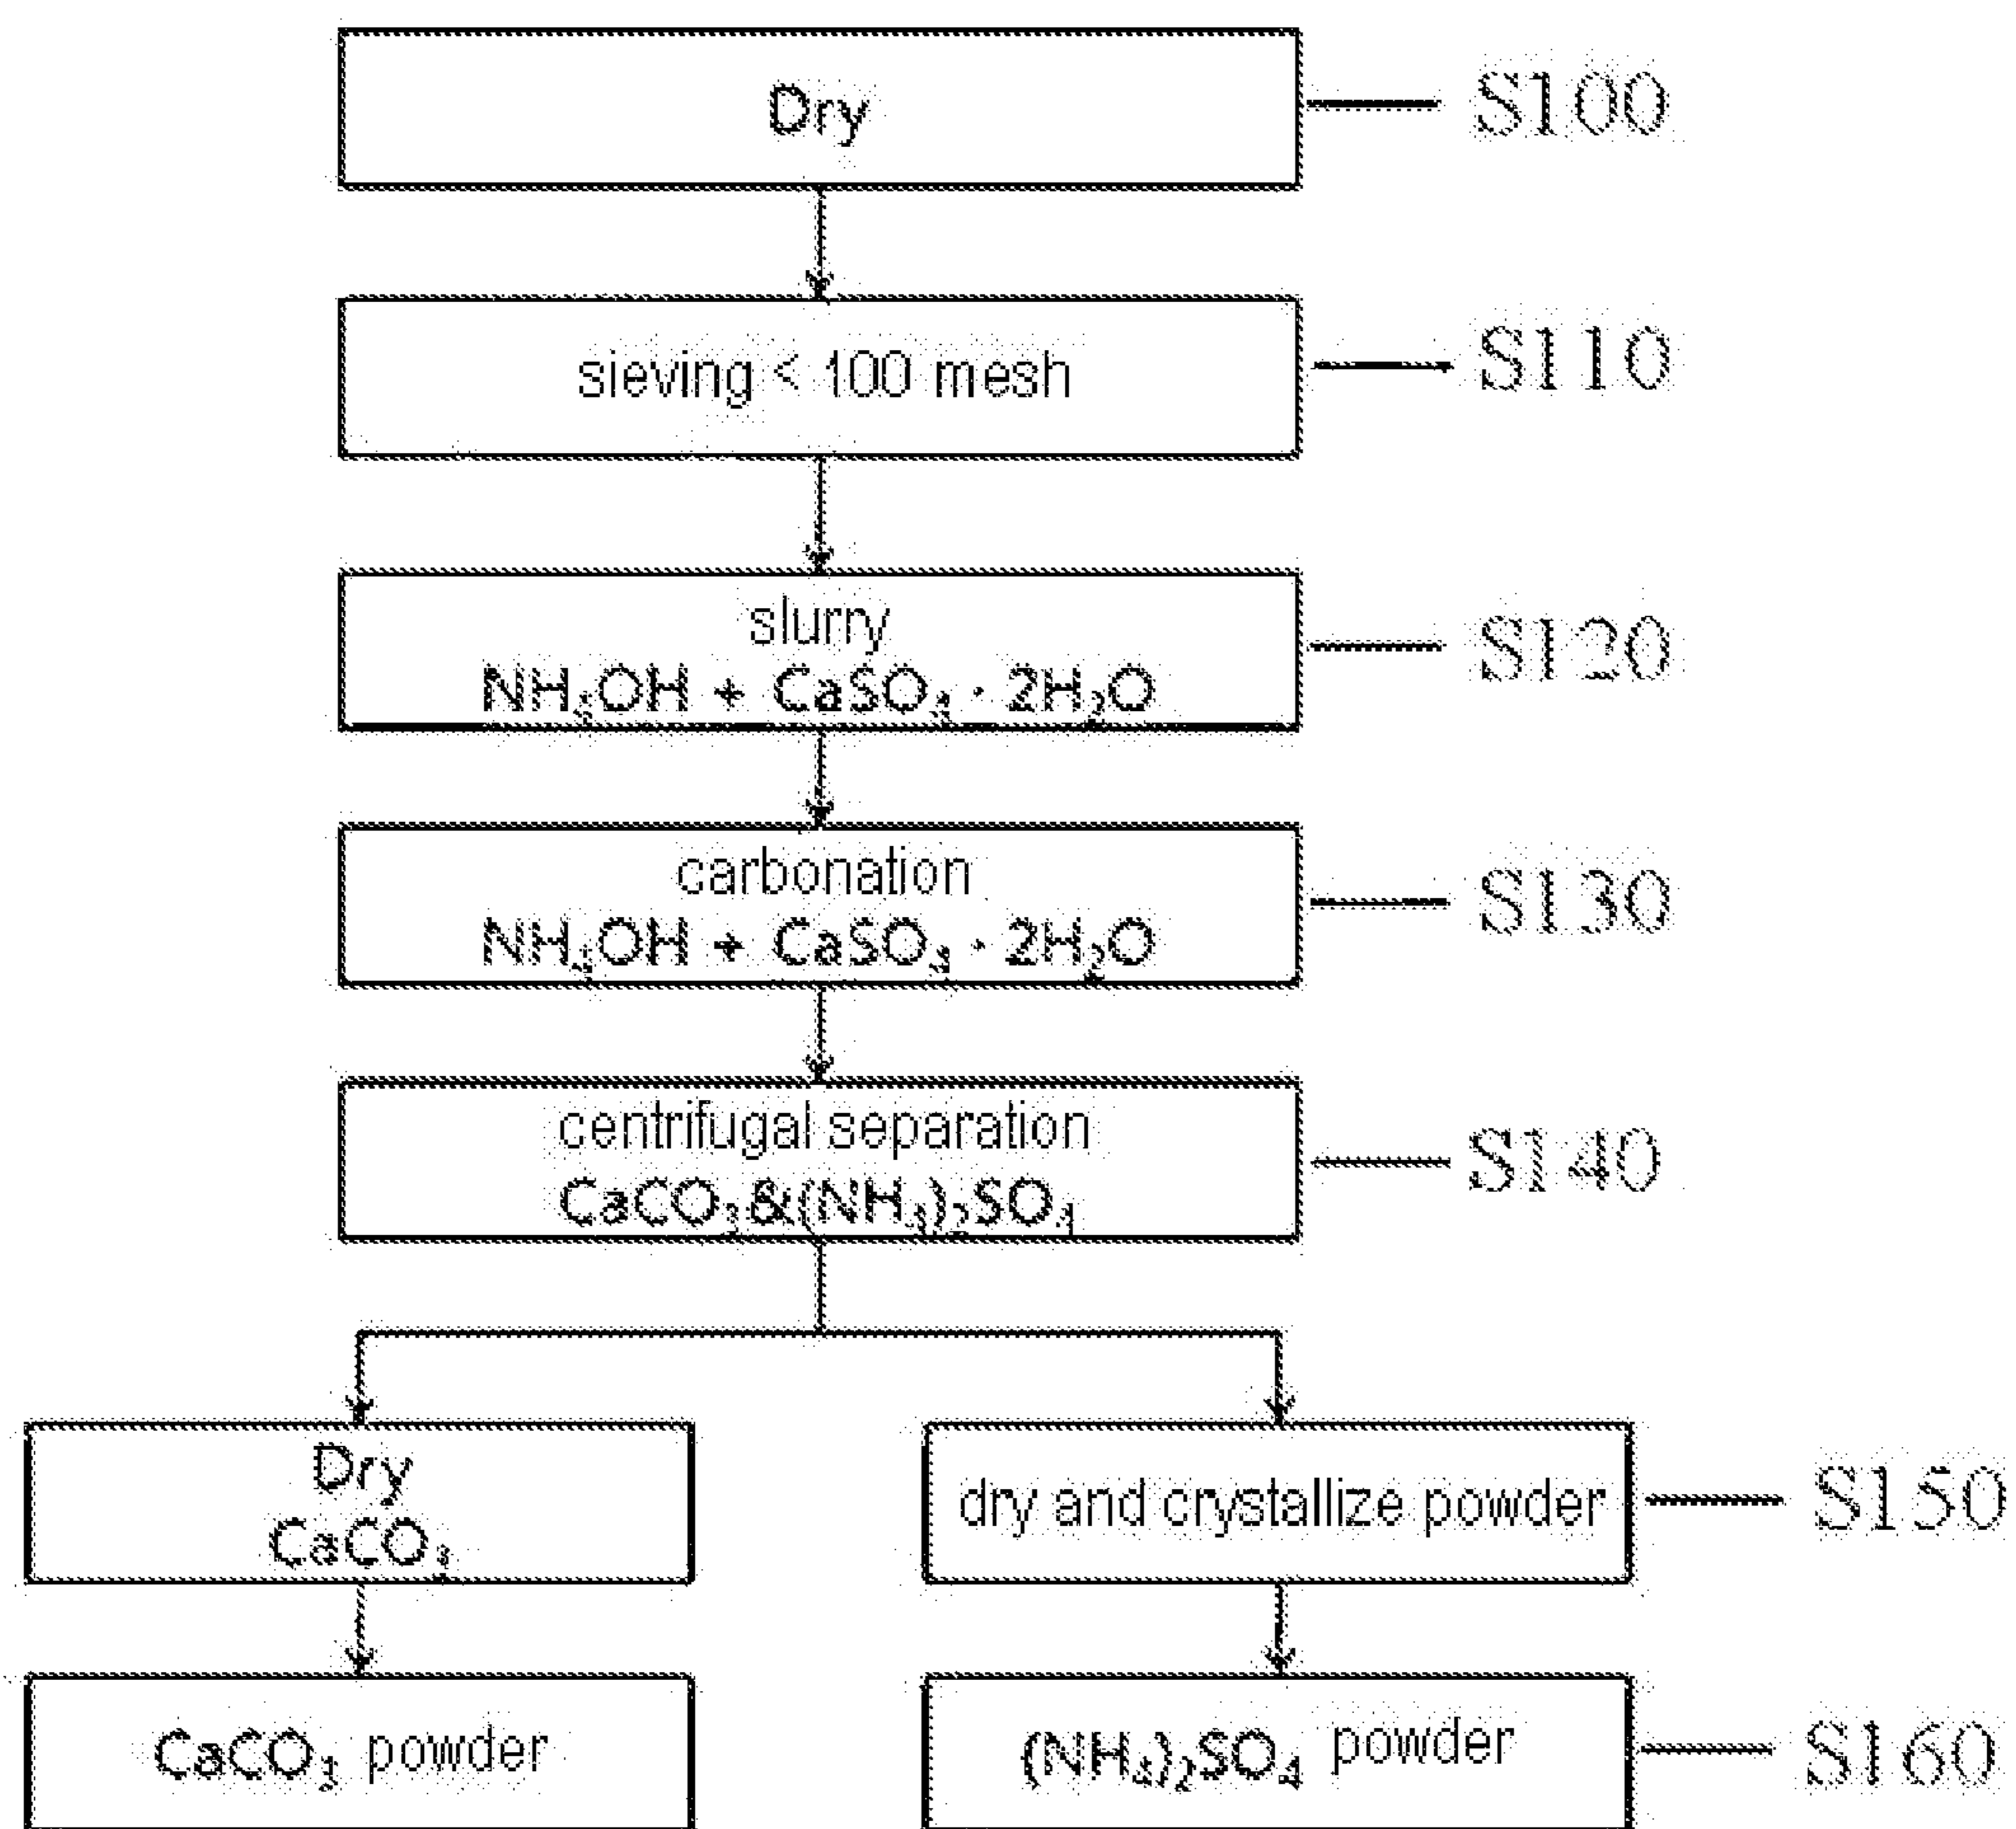 Dry
S100
sieving < 100 mesh
S110
slurry
NH₄OH + CaSO₄ · 2H₂O
S120
carbonation
NH₄OH + CaSO₄ · 2H₂O
S130
centrifugal separation
CaCO₃&(NH₄)₂SO₄
S140
Dry
CaCO₃
dry and crystallize powder
S150
CaCO₃ powder
(NH₄)₂SO₄ powder
S160